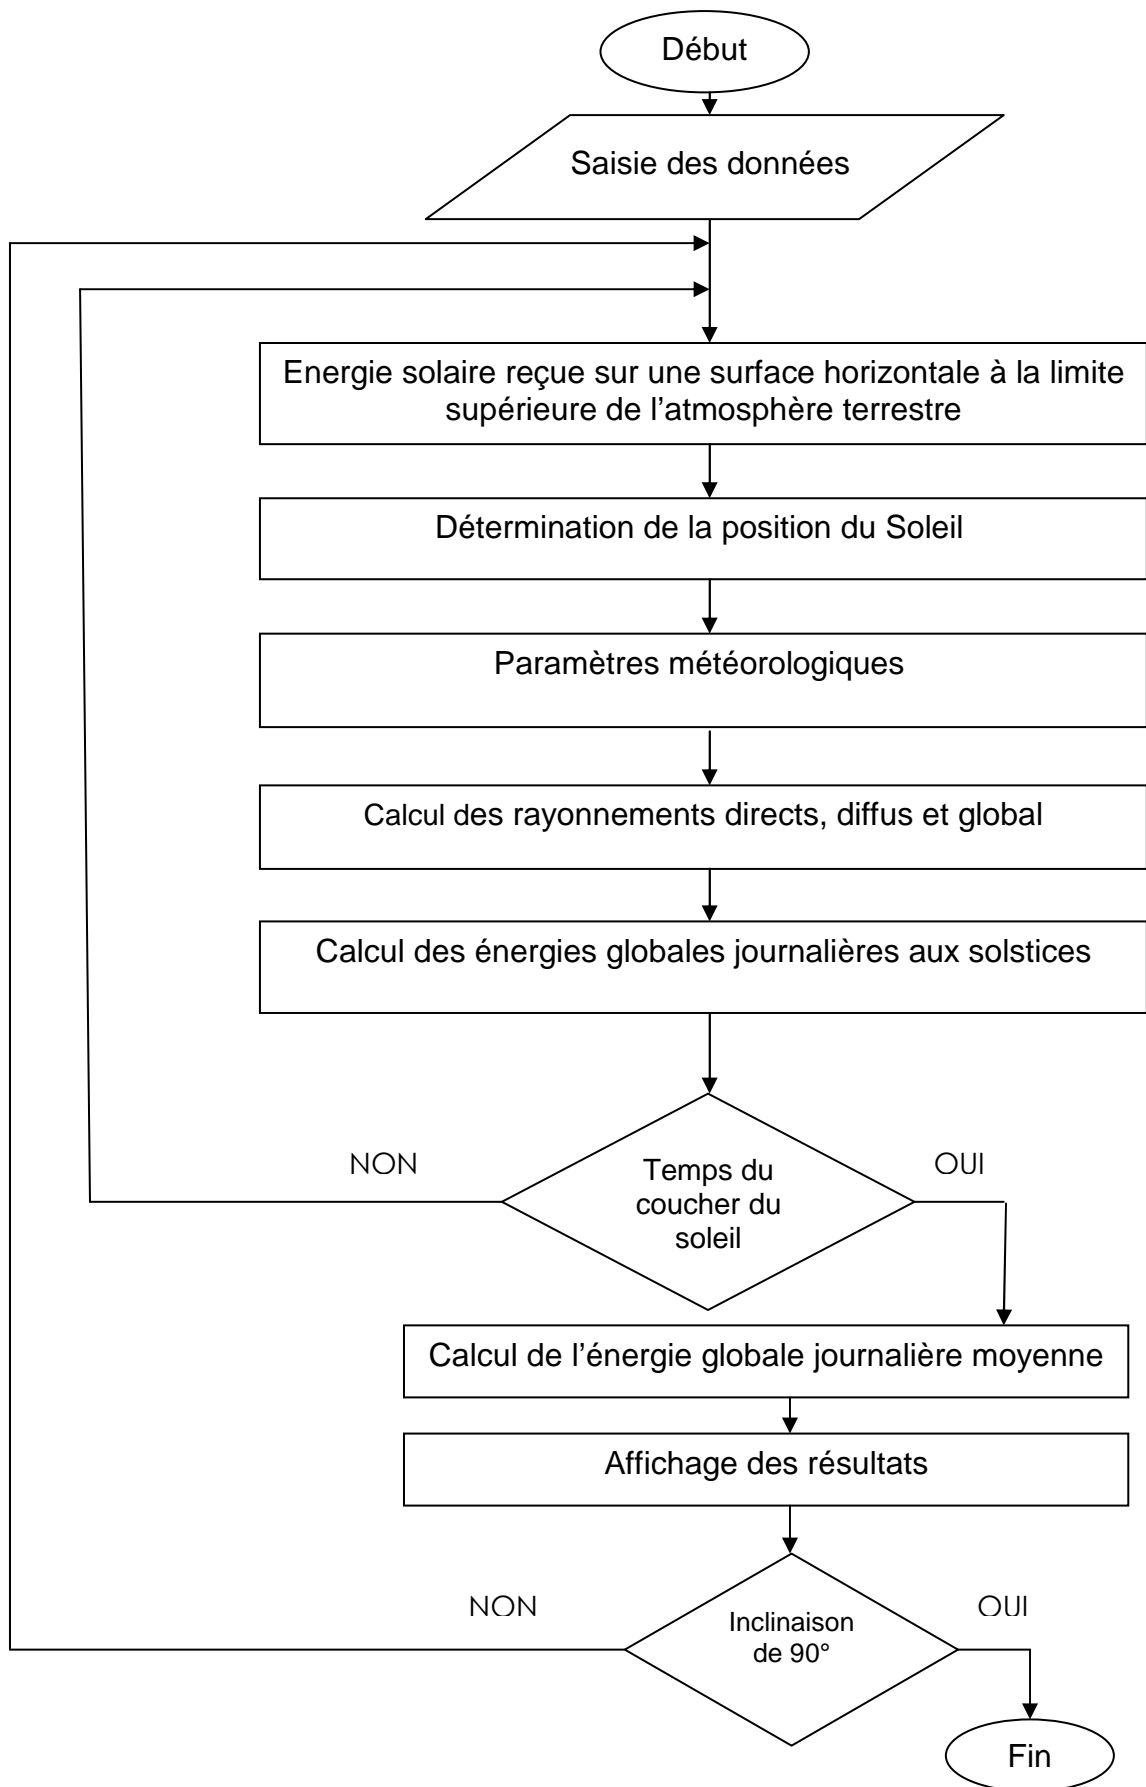 Début
Saisie des données
Energie solaire reçue sur une surface horizontale à la limite
supérieure de l’atmosphère terrestre
Détermination de la position du Soleil
Paramètres météorologiques
Calcul des rayonnements directs, diffus et global
Calcul des énergies globales journalières aux solstices
NON
OUI
Temps du
coucher du
soleil
Calcul de l’énergie globale journalière moyenne
Affichage des résultats
NON
OUI
Inclinaison
de 90°
Fin